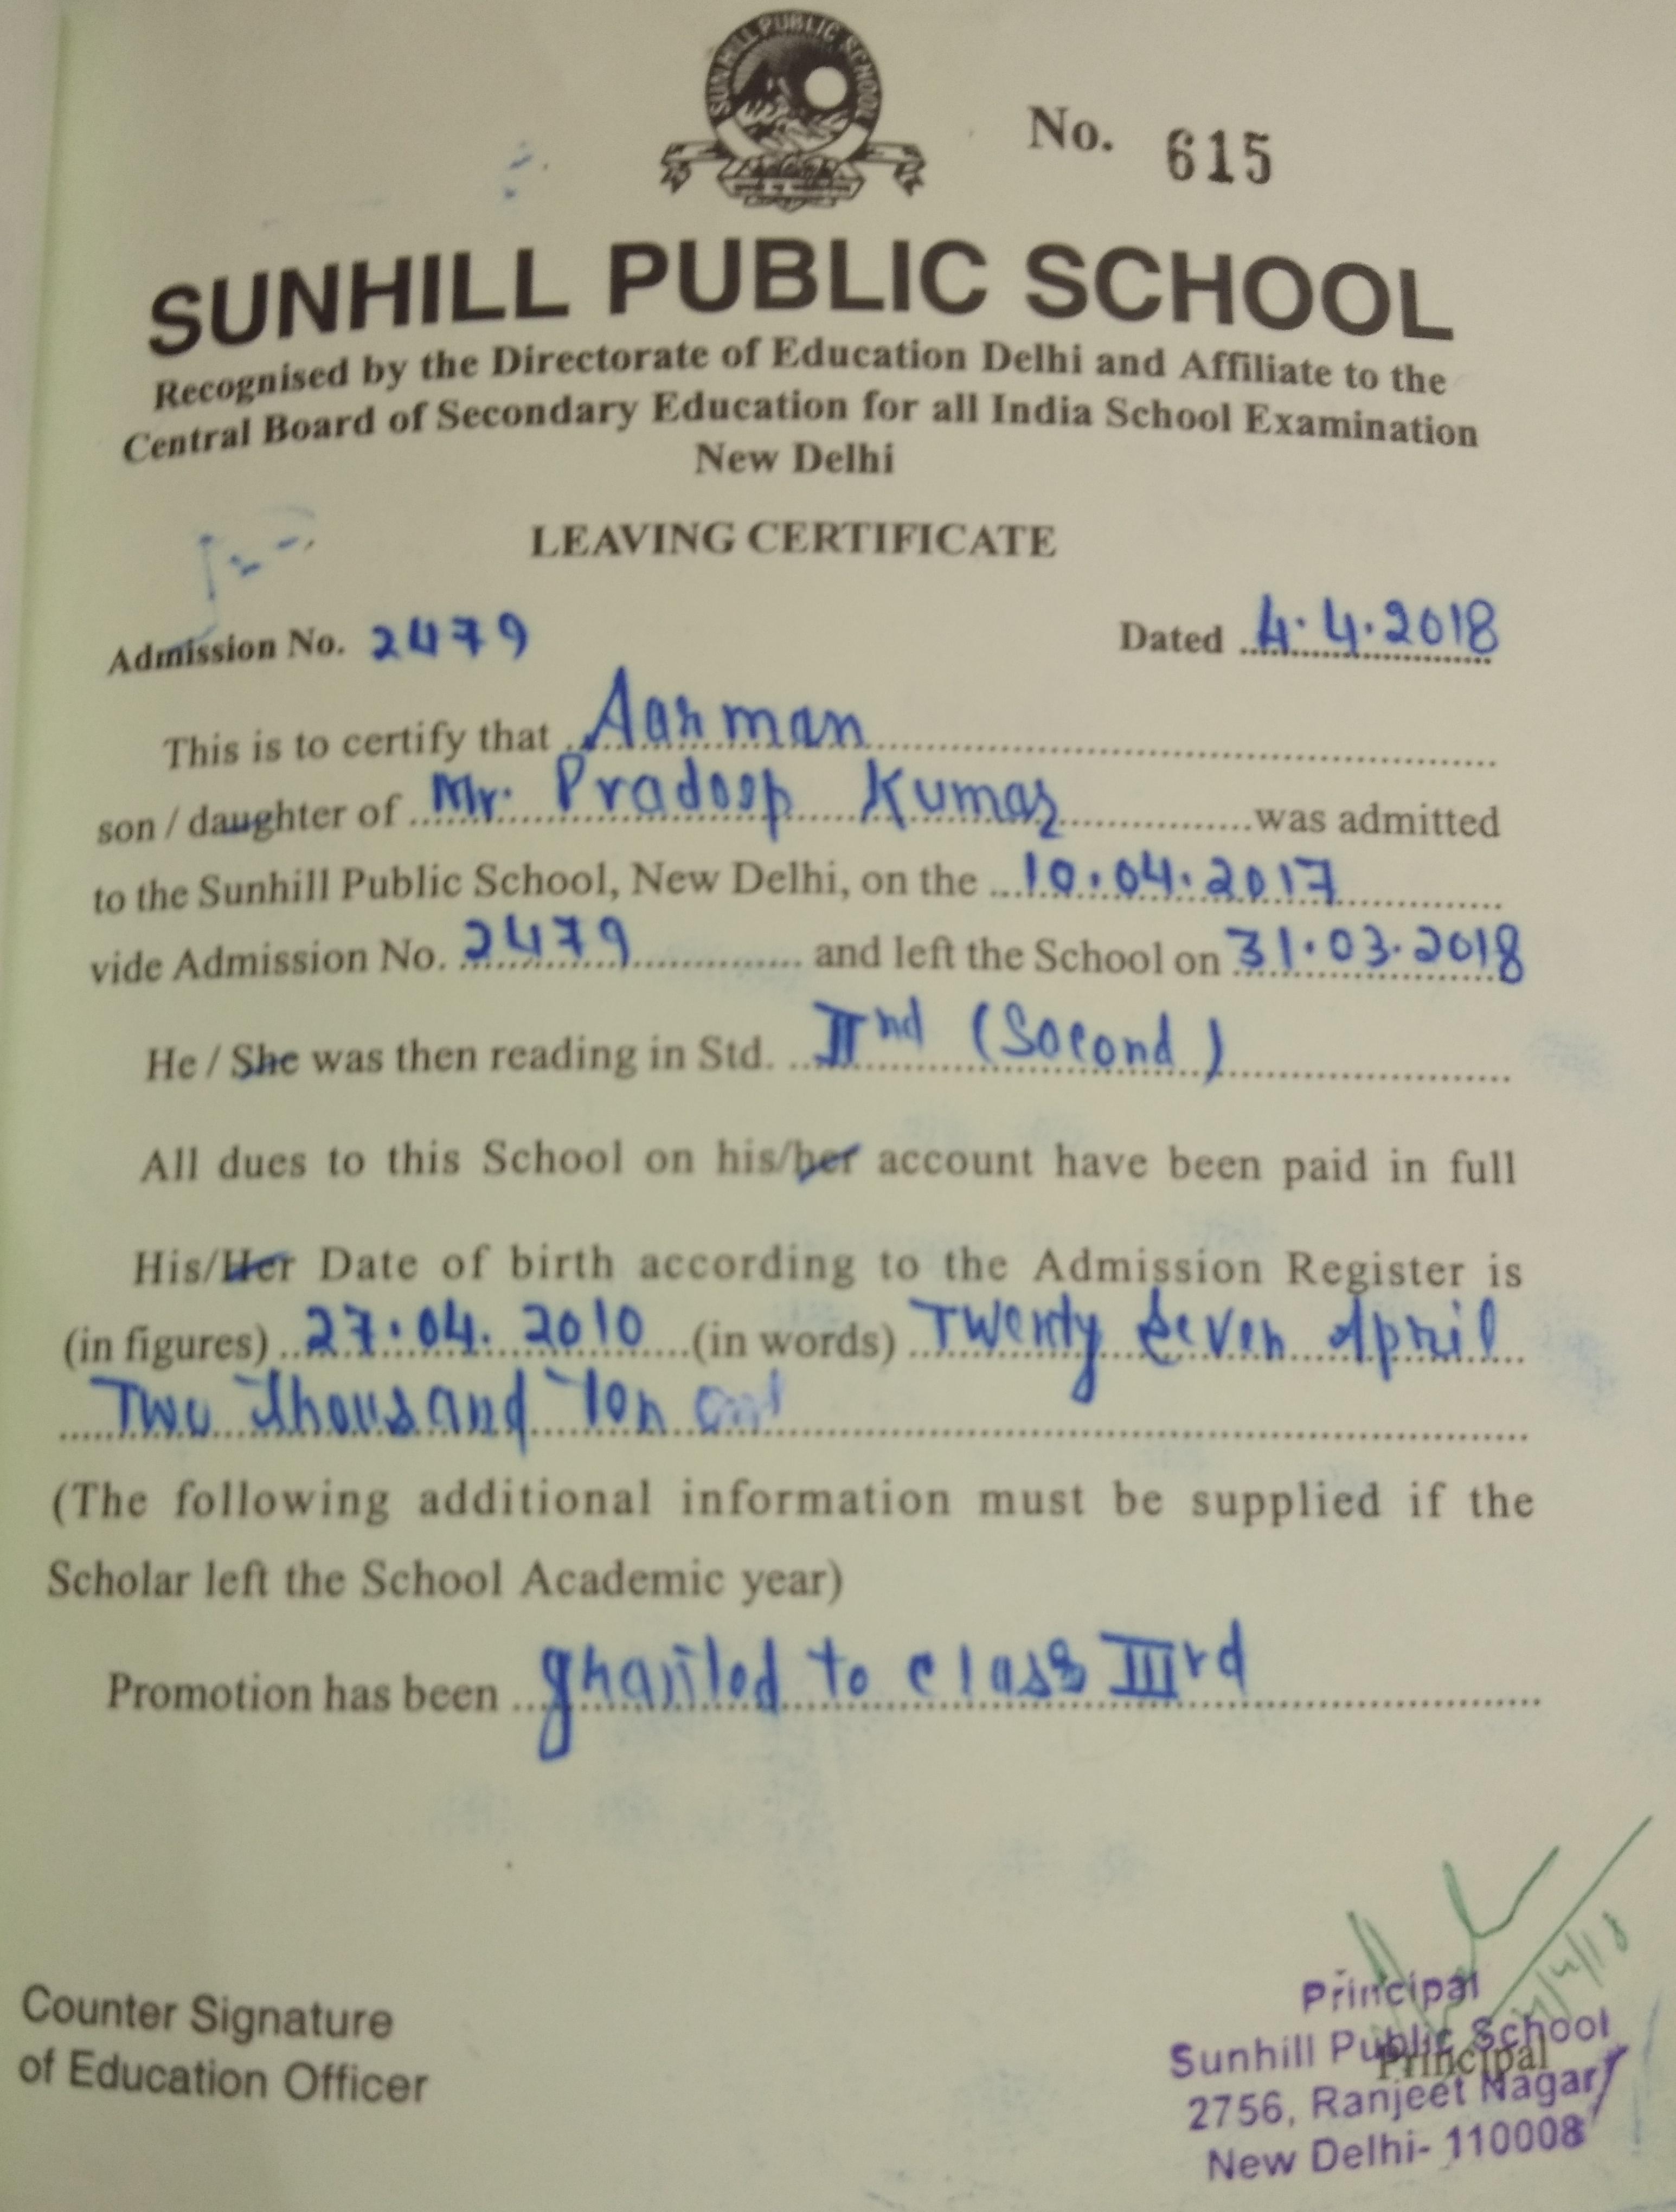 SUNHILL PUBLIC SCHOOL
No. 615
SUNHILL PUBLIC SCHOOL
Recognised by the Directorate of Education Delhi and Affiliate to the
Central Board of Secondary Education for all India School Examination
New Delhi
LEAVING CERTIFICATE
Admission No. 2479 Dated 4.4.2018
This is to certify that Aarman
son / daughter of Mr. Pradeep Kumar was admitted
to the Sunhill Public School, New Delhi, on the 10.04.2017
vide Admission No. 2479 and left the School on 31.03.2018
He / She was then reading in Std. IInd (Second)
All dues to this School on his/her account have been paid in full
His/Her Date of birth according to the Admission Register is
(in figures) 27.04.2010 (in words) Twenty Seven April
Two Thousand Ten
(The following additional information must be supplied if the
Scholar left the School Academic year)
Promotion has been granted to class IIIrd
Counter Signature
of Education Officer
Principal
Sunhill Public School
Principal
2756, Ranjeet Nagar
New Delhi- 110008